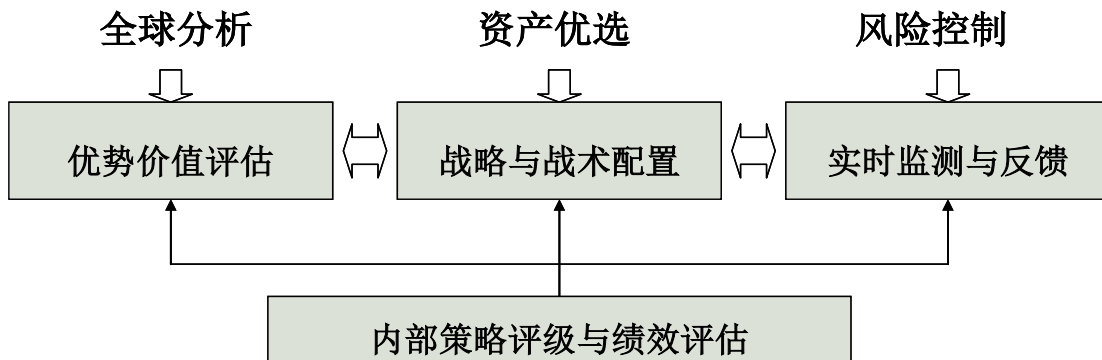 全球分析
资产优选
风险控制
优势价值评估
战略与战术配置
实时监测与反馈
内部策略评级与绩效评估